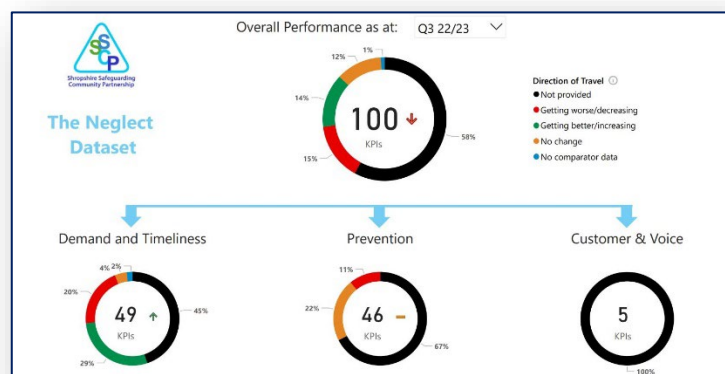 Overall Performance as at: Q3 22/23
SSCP
Shropshire Safeguarding
Community Partnership
The Neglect
Dataset
1%
12%
14%
15%
58%
100
KPIs
Direction of Travel
Not provided
Getting worse/decreasing
Getting better/increasing
No change
No comparator data
Demand and Timeliness
4% 2%
20%
45%
29%
49
KPIs
Prevention
11%
22%
67%
46
KPIs
Customer & Voice
5
KPIs
100%